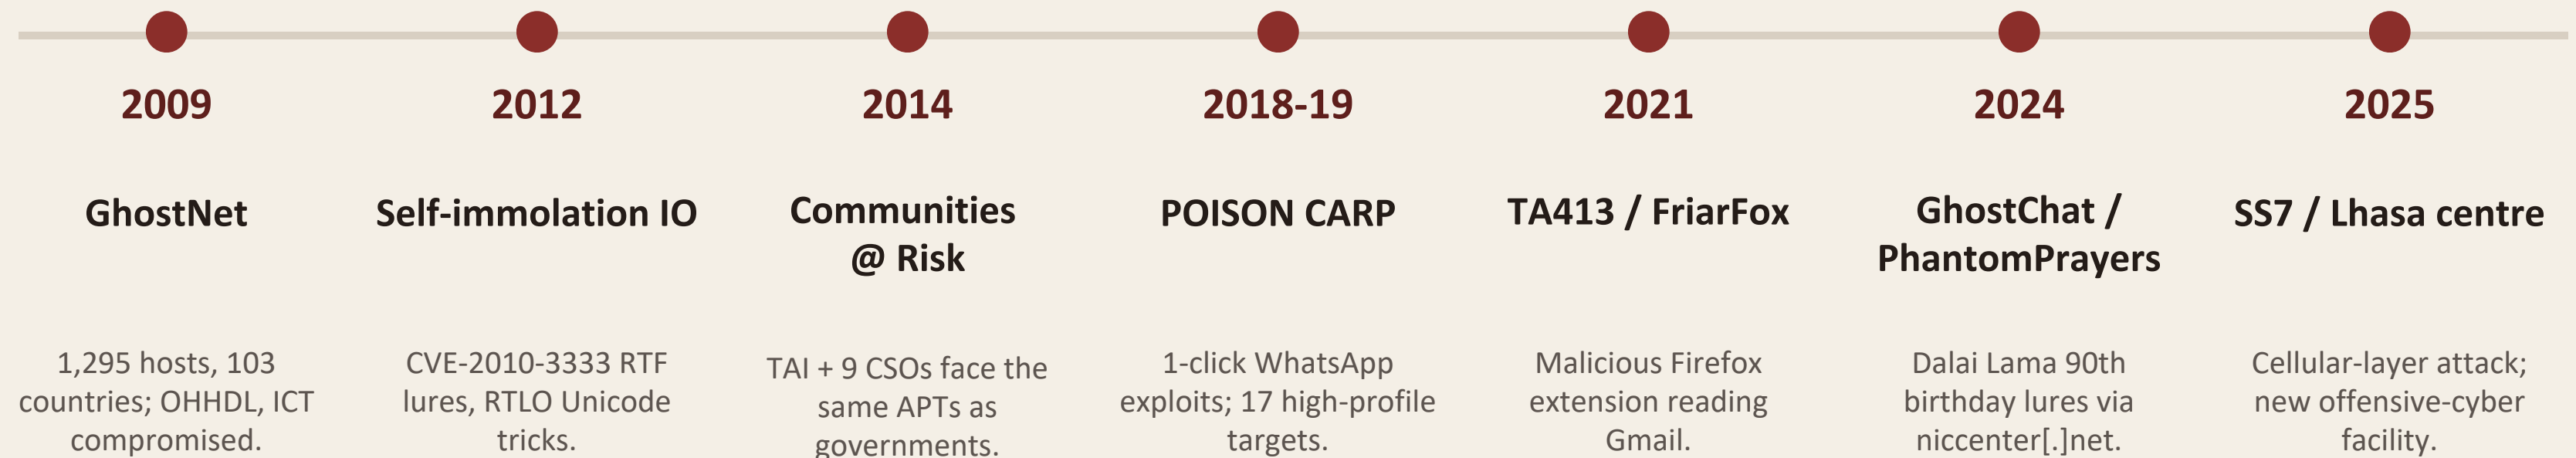 2009
GhostNet
1,295 hosts, 103
countries; OHHDL, ICT
compromised.
2012
Self-immolation IO
CVE-2010-3333 RTF
lures, RTLO Unicode
tricks.
2014
Communities
@ Risk
TAI + 9 CSOs face the
same APTs as
governments.
2018-19
POISON CARP
1-click WhatsApp
exploits; 17 high-profile
targets.
2021
TA413 / FriarFox
Malicious Firefox
extension reading
Gmail.
2024
GhostChat /
PhantomPrayers
Dalai Lama 90th
birthday lures via
niccenter[.]net.
2025
SS7 / Lhasa centre
Cellular-layer attack;
new offensive-cyber
facility.